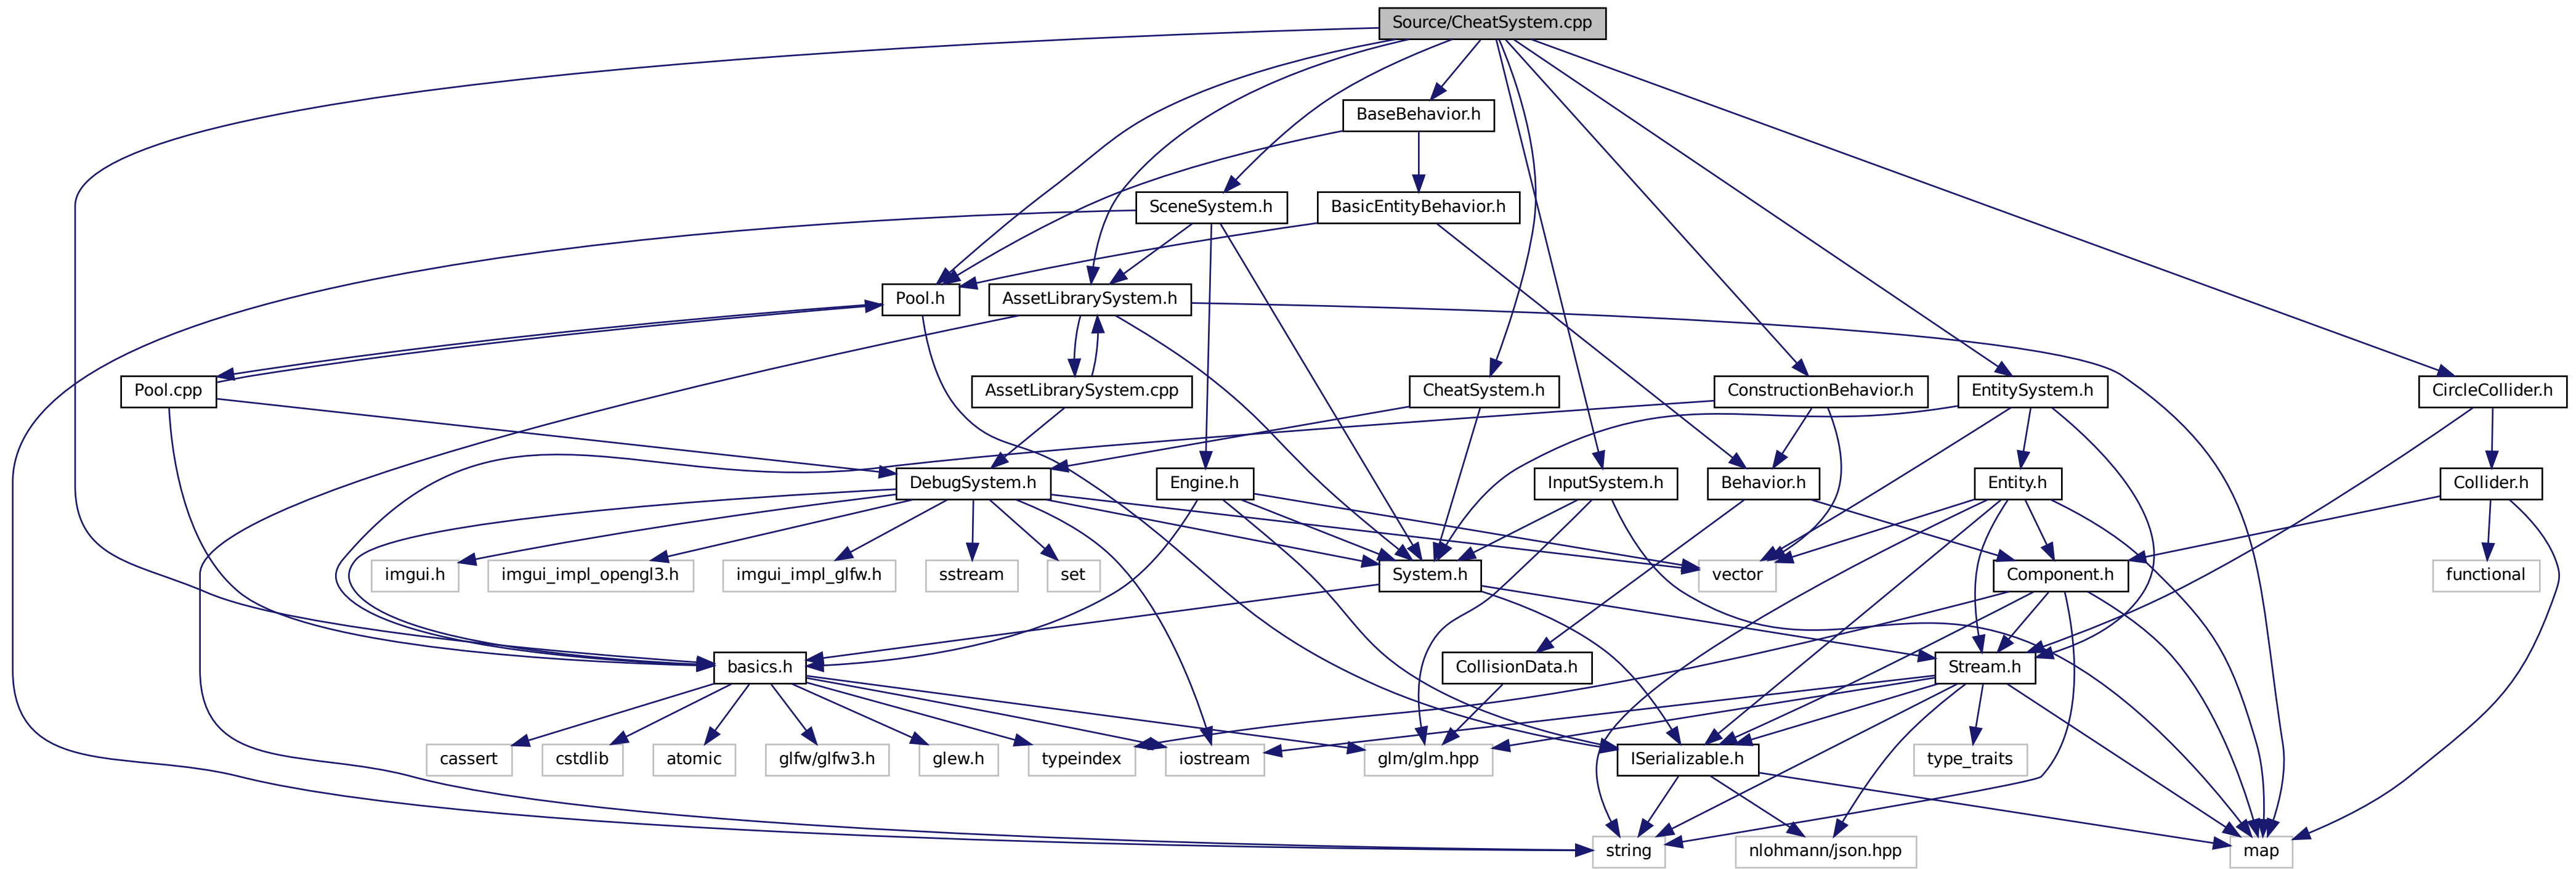 Source/CheatSystem.cpp
BaseBehavior.h
SceneSystem.h
BasicEntityBehavior.h
Pool.h
AssetLibrarySystem.h
Pool.cpp
AssetLibrarySystem.cpp
CheatSystem.h
ConstructionBehavior.h
EntitySystem.h
CircleCollider.h
DebugSystem.h
Engine.h
InputSystem.h
Behavior.h
Entity.h
Collider.h
imgui.h
imgui_impl_opengl3.h
imgui_impl_glfw.h
sstream
set
System.h
vector
Component.h
functional
basics.h
CollisionData.h
Stream.h
cassert
cstdlib
atomic
glfw/glfw3.h
glew.h
typeindex
iostream
glm/glm.hpp
ISerializable.h
type_traits
string
nlohmann/json.hpp
map